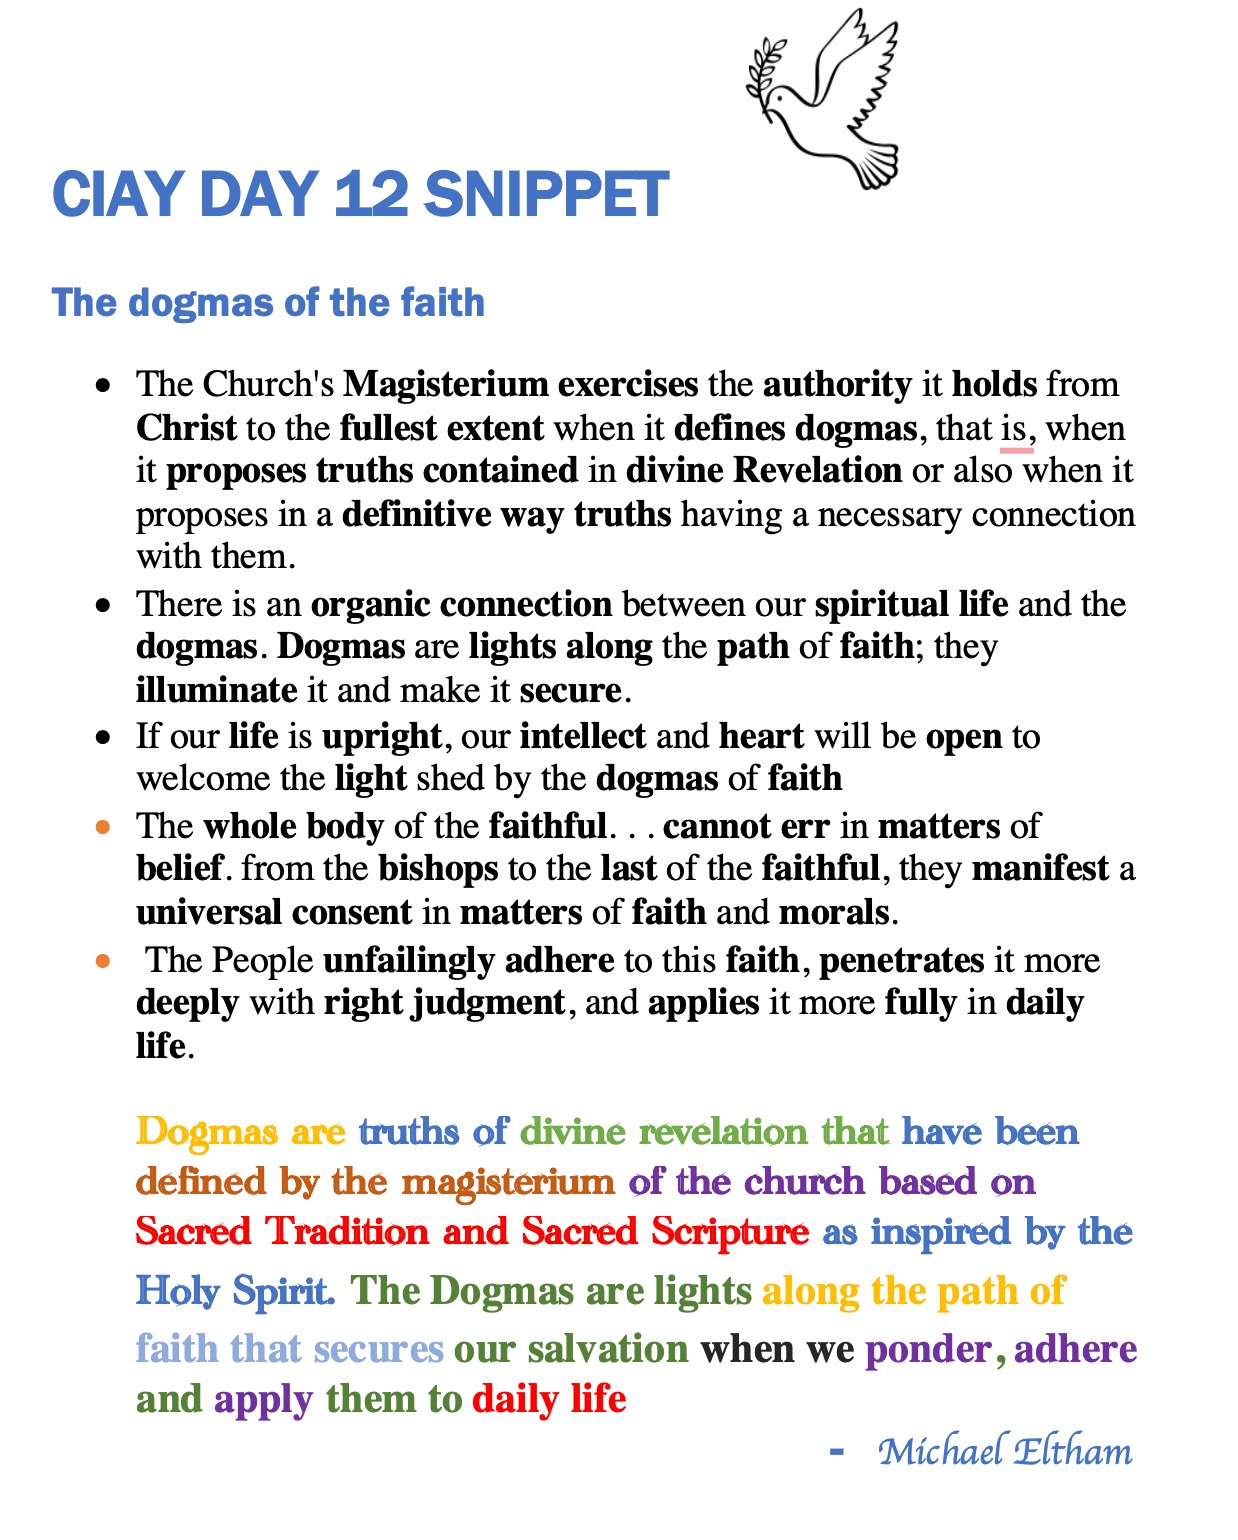 CIAY DAY 12 SNIPPET
The dogmas of the faith
• The Church's Magisterium exercises the authority it holds from
Christ to the fullest extent when it defines dogmas, that is, when
it proposes truths contained in divine Revelation or also when it
proposes in a definitive way truths having a necessary connection
with them.
• There is an organic connection between our spiritual life and the
dogmas. Dogmas are lights along the path of faith; they
illuminate it and make it secure.
• If our life is upright, our intellect and heart will be open to
welcome the light shed by the dogmas of faith
• The whole body of the faithful. . . cannot err in matters of
belief. from the bishops to the last of the faithful, they manifest a
universal consent in matters of faith and morals.
• The People unfailingly adhere to this faith, penetrates it more
deeply with right judgment, and applies it more fully in daily
life.
Dogmas are truths of divine revelation that have been
defined by the magisterium of the church based on
Sacred Tradition and Sacred Scripture as inspired by the
Holy Spirit. The Dogmas are lights along the path of
faith that secures our salvation when we ponder, adhere
and apply them to daily life
- Michael Eltham